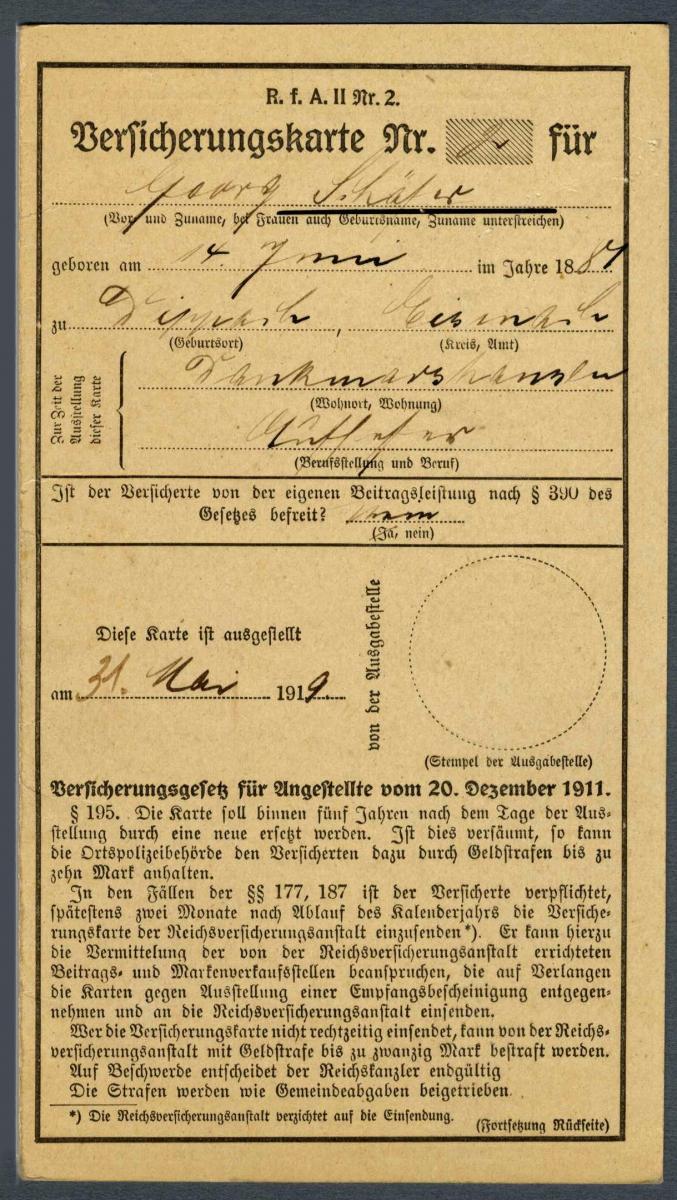 R. f. A. II Nr. 2.
Versicherungskarte Nr. 2 für
Georg Schäfer
(Vor- und Zuname, bei Frauen auch Geburtsname, Zuname unterstreichen)
geboren am 14. Juni im Jahre 1881
zu Dippach, Eisenach
(Geburtsort) (Kreis, Amt)
Zur Zeit der Ausstellung dieser Karte
Dankmarshausen
(Wohnort, Wohnung)
(Berufsstellung und Beruf)
Ist der Versicherte von der eigenen Beitragsleistung nach § 390 des
Gesetzes befreit? nein
(Ja, nein)
Diese Karte ist ausgestellt
am 31. Mai 1919.
von der Ausgabestelle
(Stempel der Ausgabestelle)
Versicherungsgesetz für Angestellte vom 20. Dezember 1911.
§ 195. Die Karte soll binnen fünf Jahren nach dem Tage der Aus-
stellung durch eine neue ersetzt werden. Ist dies versäumt, so kann
die Ortspolizeibehörde den Versicherten dazu durch Geldstrafen bis zu
zehn Mark anhalten.
In den Fällen der §§ 177, 187 ist der Versicherte verpflichtet,
spätestens zwei Monate nach Ablauf des Kalenderjahrs die Versiche-
rungskarte der Reichsversicherungsanstalt einzusenden*). Er kann hierzu
die Vermittelung der von der Reichsversicherungsanstalt errichteten
Beitrags- und Markenverkaufsstellen beanspruchen, die auf Verlangen
die Karten gegen Ausstellung einer Empfangsbescheinigung entgegen-
nehmen und an die Reichsversicherungsanstalt einsenden.
Wer die Versicherungskarte nicht rechtzeitig einsendet, kann von der Reichs-
versicherungsanstalt mit Geldstrafe bis zu zwanzig Mark bestraft werden.
Auf Beschwerde entscheidet der Reichskanzler endgültig
Die Strafen werden wie Gemeindeabgaben beigetrieben.
*) Die Reichsversicherungsanstalt verzichtet auf die Einsendung.
(Fortsetzung Rückseite)